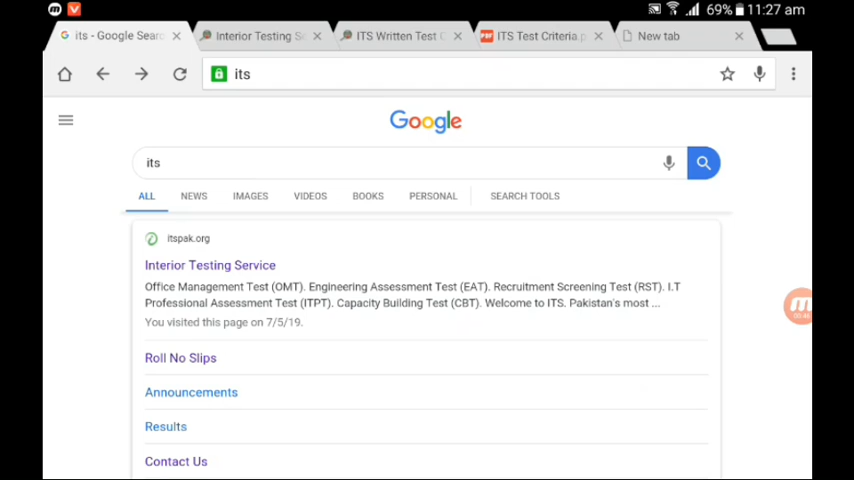 69% 11:27 am
its - Google Searc
Interior Testing Se
ITS Written Test C
ITS Test Criteria p
New tab
its
Google
its
ALL NEWS IMAGES VIDEOS BOOKS PERSONAL SEARCH TOOLS
itspak.org
Interior Testing Service
Office Management Test (OMT). Engineering Assessment Test (EAT). Recruitment Screening Test (RST). I.T
Professional Assessment Test (ITPT). Capacity Building Test (CBT). Welcome to ITS. Pakistan's most ...
You visited this page on 7/5/19.
Roll No Slips
Announcements
Results
Contact Us